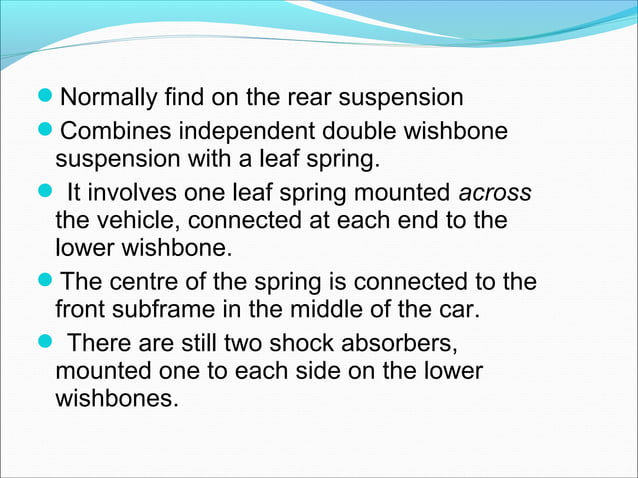 Normally find on the rear suspension
Combines independent double wishbone
suspension with a leaf spring.
It involves one leaf spring mounted across
the vehicle, connected at each end to the
lower wishbone.
The centre of the spring is connected to the
front subframe in the middle of the car.
There are still two shock absorbers,
mounted one to each side on the lower
wishbones.